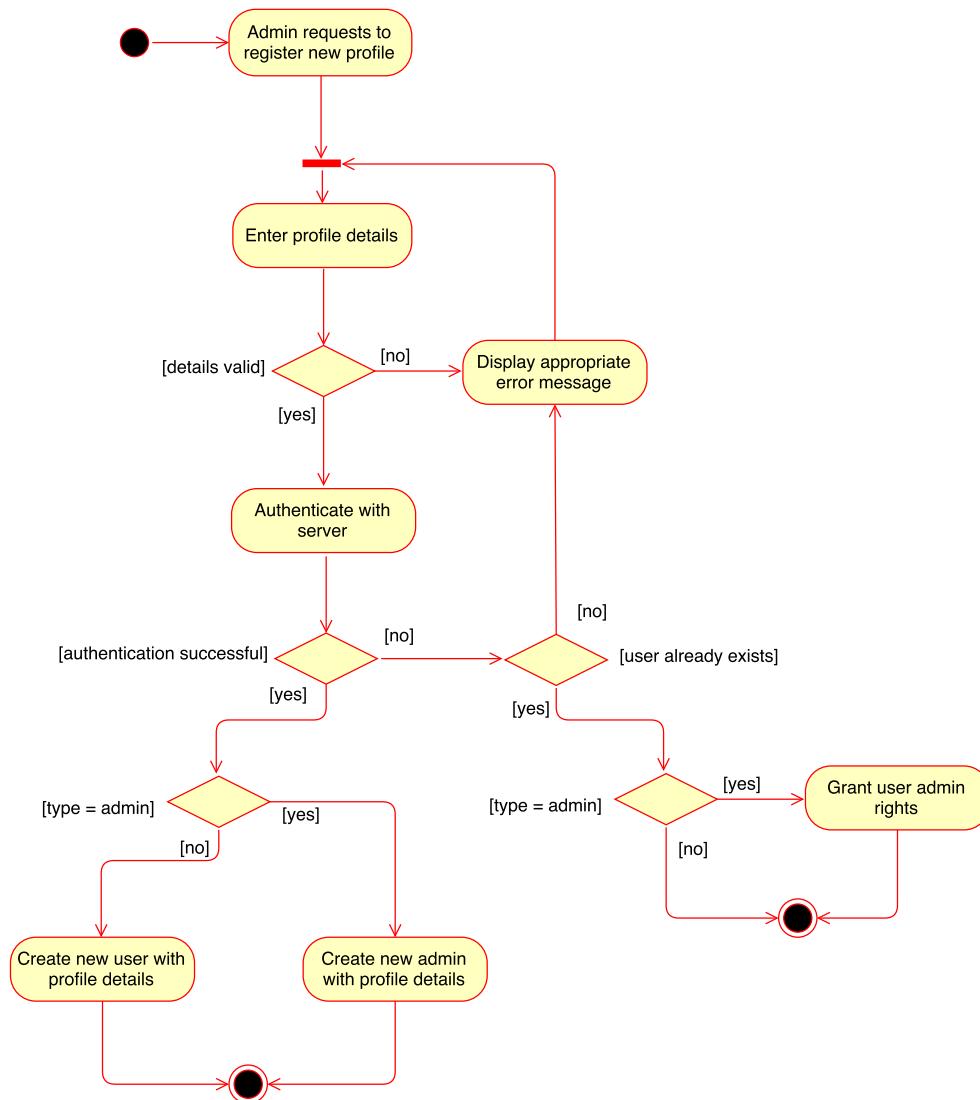 Admin requests to
register new profile
Enter profile details
[details valid]
[no]
Display appropriate
error message
[yes]
Authenticate with
server
[no]
[no]
[authentication successful]
[user already exists]
[yes]
[yes]
[type = admin]
[yes]
[no]
[type = admin]
[yes]
[no]
Grant user admin
rights
Create new user with
profile details
Create new admin
with profile details